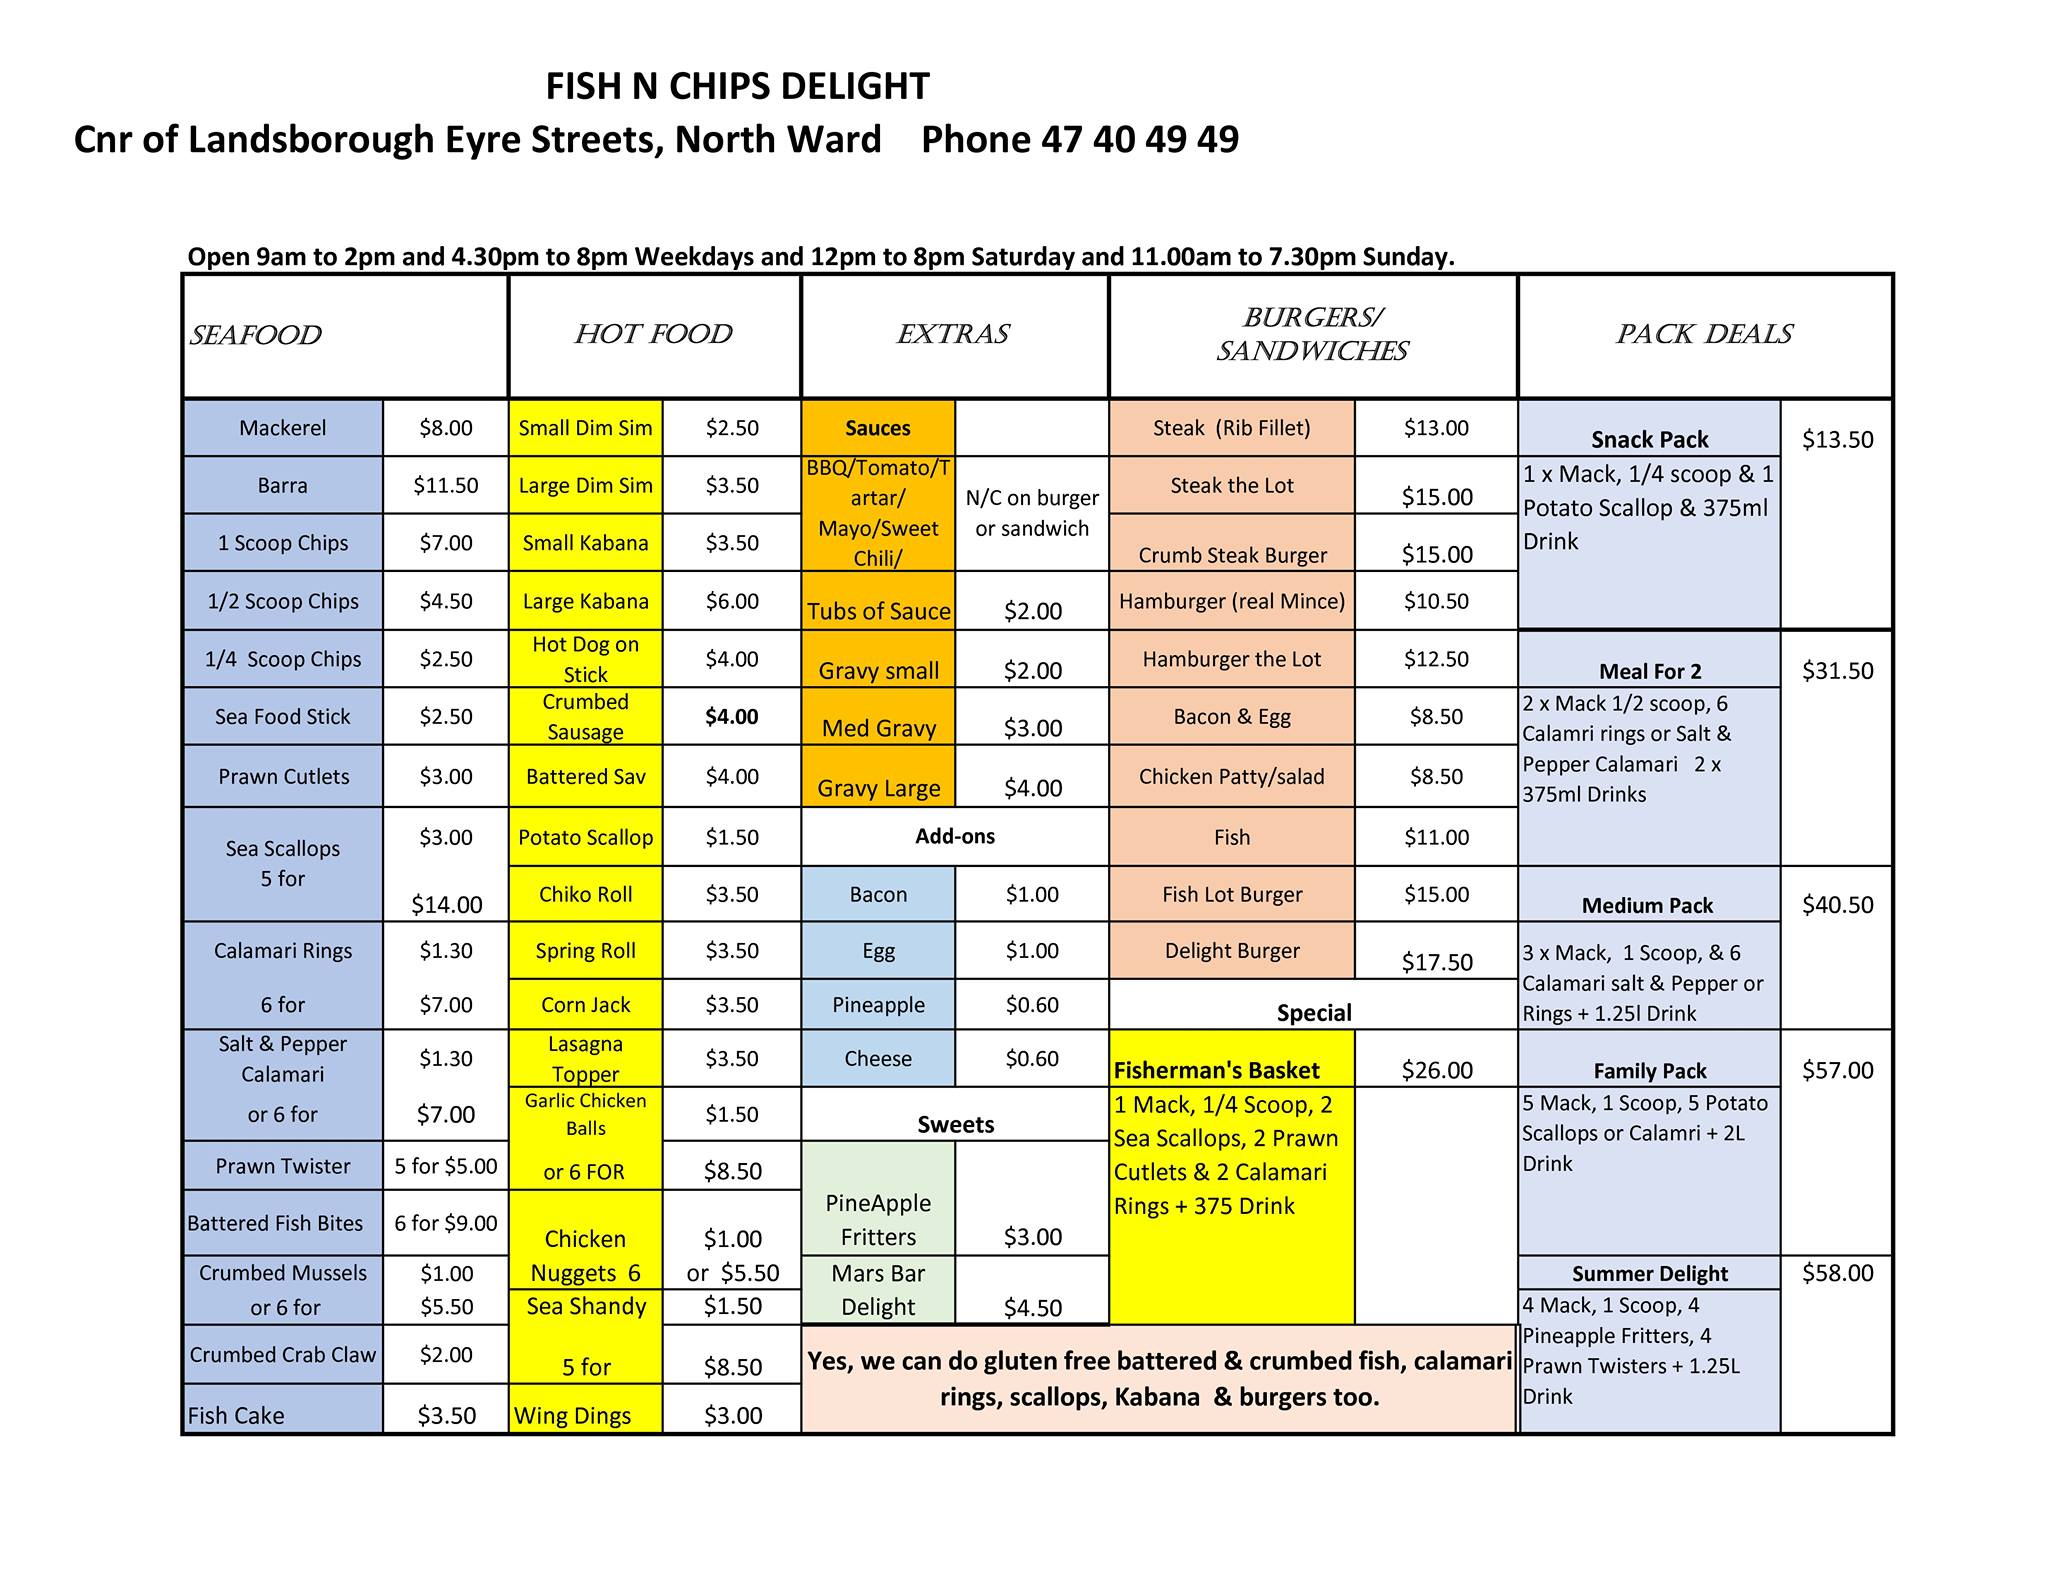 FISH N CHIPS DELIGHT
Cnr of Landsborough Eyre Streets, North Ward Phone 47 40 49 49
Open 9am to 2pm and 4.30pm to 8pm Weekdays and 12pm to 8pm Saturday and 11.00am to 7.30pm Sunday.
SEAFOOD
Mackerel $8.00
Barra $11.50
1 Scoop Chips $7.00
1/2 Scoop Chips $4.50
1/4 Scoop Chips $2.50
Sea Food Stick $2.50
Prawn Cutlets $3.00
Sea Scallops $3.00
5 for $14.00
Calamari Rings $1.30
6 for $7.00
Salt & Pepper
Calamari $1.30
or 6 for $7.00
Prawn Twister 5 for $5.00
Battered Fish Bites 6 for $9.00
Crumbed Mussels $1.00
or 6 for $5.50
Crumbed Crab Claw $2.00
Fish Cake $3.50
HOT FOOD
Small Dim Sim $2.50
Large Dim Sim $3.50
Small Kabana $3.50
Large Kabana $6.00
Hot Dog on
Stick $4.00
Crumbed
Sausage $4.00
Battered Sav $4.00
Potato Scallop $1.50
Chiko Roll $3.50
Spring Roll $3.50
Corn Jack $3.50
Lasagna
Topper $3.50
Garlic Chicken
Balls $1.50
or 6 FOR $8.50
Chicken $1.00
Nuggets 6 or $5.50
Sea Shandy $1.50
5 for $8.50
Wing Dings $3.00
EXTRAS
Sauces
BBQ/Tomato/T
artar/
Mayo/Sweet
Chili/
N/C on burger
or sandwich
Tubs of Sauce $2.00
Gravy small $2.00
Med Gravy $3.00
Gravy Large $4.00
Add-ons
Bacon $1.00
Egg $1.00
Pineapple $0.60
Cheese $0.60
Sweets
PineApple
Fritters $3.00
Mars Bar
Delight $4.50
BURGERS/
SANDWICHES
Steak (Rib Fillet) $13.00
Steak the Lot $15.00
Crumb Steak Burger $15.00
Hamburger (real Mince) $10.50
Hamburger the Lot $12.50
Bacon & Egg $8.50
Chicken Patty/salad $8.50
Fish $11.00
Fish Lot Burger $15.00
Delight Burger $17.50
Special
Fisherman's Basket $26.00
1 Mack, 1/4 Scoop, 2
Sea Scallops, 2 Prawn
Cutlets & 2 Calamari
Rings + 375 Drink
Yes, we can do gluten free battered & crumbed fish, calamari
rings, scallops, Kabana & burgers too.
PACK DEALS
Snack Pack $13.50
1 x Mack, 1/4 scoop & 1
Potato Scallop & 375ml
Drink
Meal For 2 $31.50
2 x Mack 1/2 scoop, 6
Calamri rings or Salt &
Pepper Calamari 2 x
375ml Drinks
Medium Pack $40.50
3 x Mack, 1 Scoop, & 6
Calamari salt & Pepper or
Rings + 1.25l Drink
Family Pack $57.00
5 Mack, 1 Scoop, 5 Potato
Scallops or Calamri + 2L
Drink
Summer Delight $58.00
4 Mack, 1 Scoop, 4
Pineapple Fritters, 4
Prawn Twisters + 1.25L
Drink